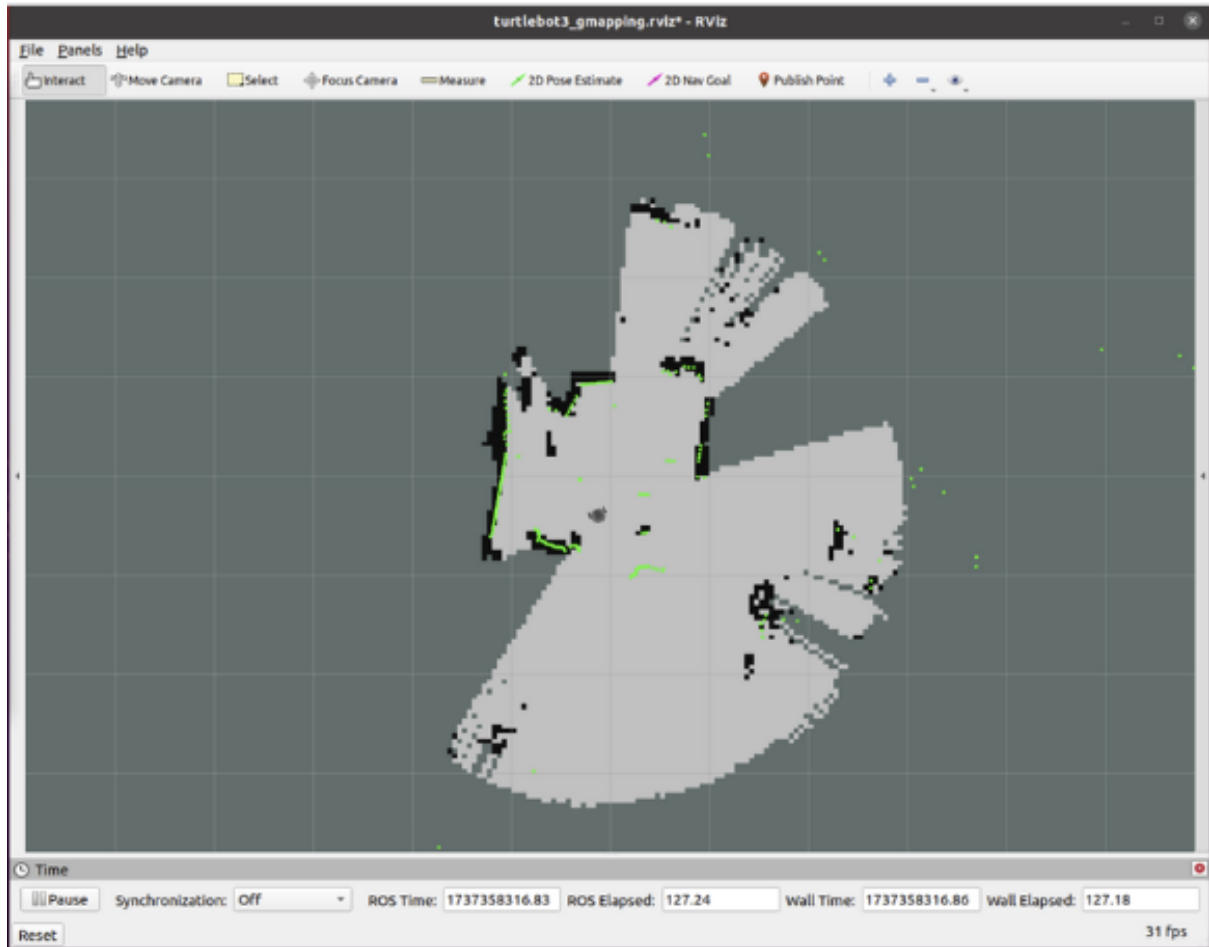 turtlebot3_gmapping.rviz* - RViz
File Panels Help
Interact Move Camera Select Focus Camera Measure 2D Pose Estimate 2D Nav Goal Publish Point
Time
Pause Synchronization: Off ROS Time: 1737358316.83 ROS Elapsed: 127.24 Wall Time: 1737358316.86 Wall Elapsed: 127.18
Reset 31 fps